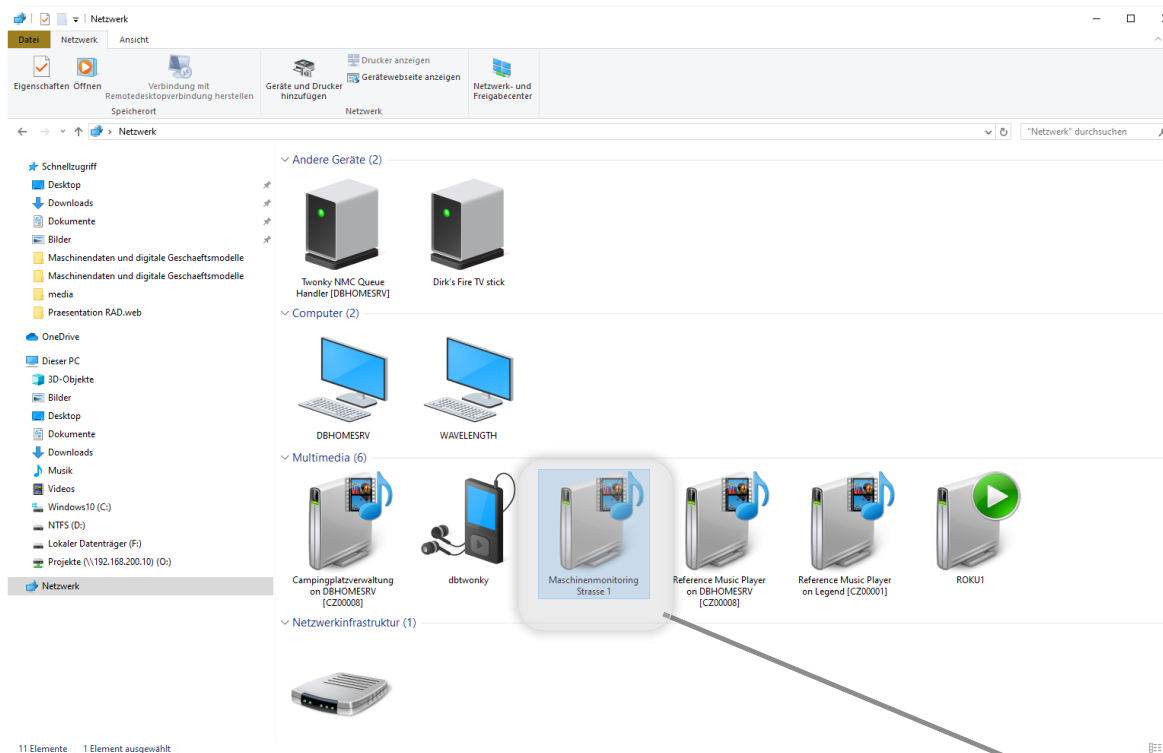 Netzwerk
Datei Netzwerk Ansicht
Eigenschaften Öffnen
Verbindung mit
Remotedesktopverbindung herstellen
Speicherort
Geräte und Drucker
hinzufügen
Drucker anzeigen
Gerätewebseite anzeigen
Netzwerk
Netzwerk- und
Freigabecenter
Netzwerk
"Netzwerk" durchsuchen
Schnellzugriff
Desktop
Downloads
Dokumente
Bilder
Maschinendaten und digitale Geschaeftsmodelle
Maschinendaten und digitale Geschaeftsmodelle
media
Praesentation RAD.web
OneDrive
Dieser PC
3D-Objekte
Bilder
Desktop
Dokumente
Downloads
Musik
Videos
Windows10 (C:)
NTFS (D:)
Lokaler Datenträger (F:)
Projekte (\\192.168.200.10) (O:)
Netzwerk
Andere Geräte (2)
Twonky NMC Queue
Handler [DBHOMESRV]
Dirk's Fire TV stick
Computer (2)
DBHOMESRV
WAVELENGTH
Multimedia (6)
Campingplatzverwaltung
on DBHOMESRV
[CZ00008]
dbtwonky
Maschinenmonitoring
Strasse 1
Reference Music Player
on DBHOMESRV
[CZ00008]
Reference Music Player
on Legend [CZ00001]
ROKU1
Netzwerkinfrastruktur (1)
11 Elemente 1 Element ausgewählt